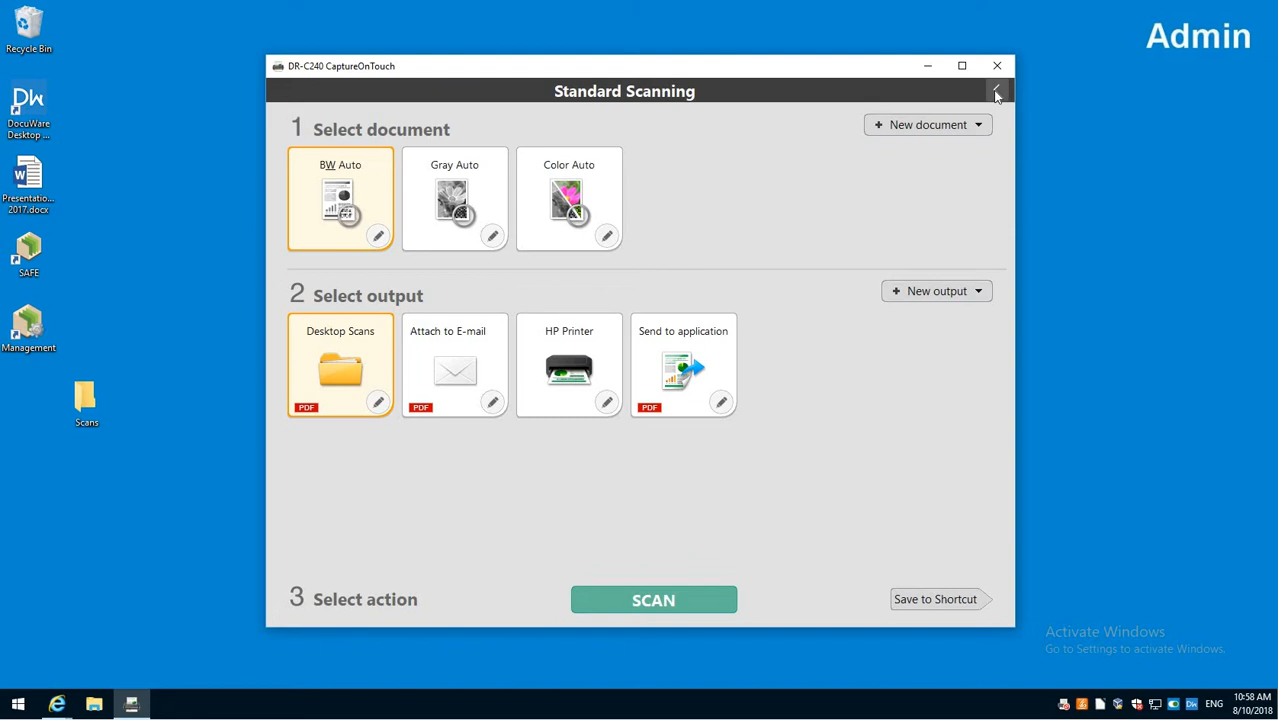 Recycle Bin
DocuWare
Desktop ...
Presentatio...
2017.docx
SAFE
Management
Scans
Admin
DR-C240 CaptureOnTouch
Standard Scanning
1 Select document
+ New document
BW Auto
Gray Auto
Color Auto
2 Select output
+ New output
Desktop Scans
Attach to E-mail
HP Printer
Send to application
PDF
PDF
PDF
3 Select action
SCAN
Save to Shortcut
Activate Windows
Go to Settings to activate Windows.
ENG
10:58 AM
8/10/2018